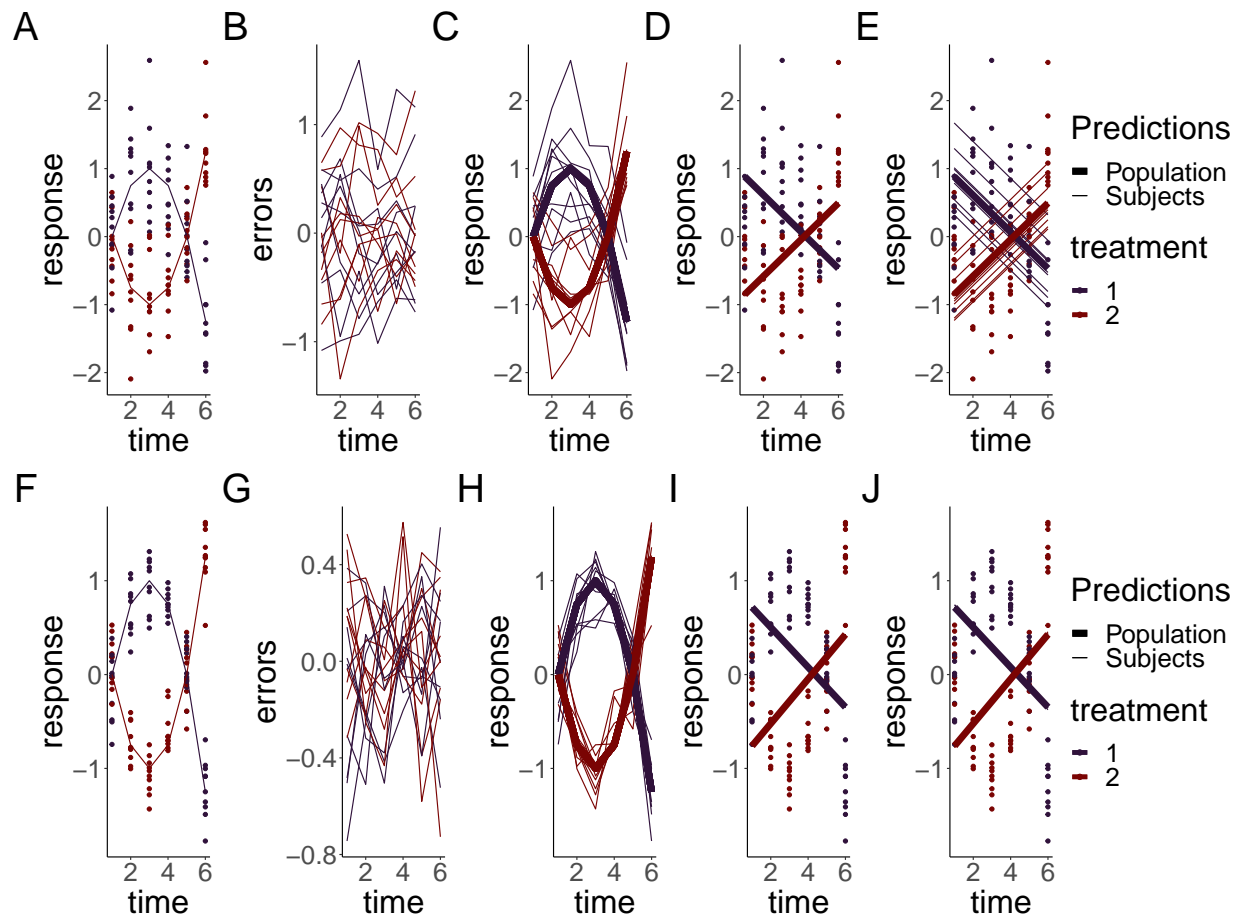 A B C D E
response
2
1
0
−1
−2
2 4 6
time
errors
1
0
−1
2 4 6
time
response
2
1
0
−1
−2
2 4 6
time
response
2
1
0
−1
−2
2 4 6
time
response
2
1
0
−1
−2
2 4 6
time
Predictions
Population
Subjects
treatment
1
2
F G H I J
response
1
0
−1
2 4 6
time
errors
0.4
0.0
−0.4
−0.8
2 4 6
time
response
1
0
−1
2 4 6
time
response
1
0
−1
2 4 6
time
response
1
0
−1
2 4 6
time
Predictions
Population
Subjects
treatment
1
2